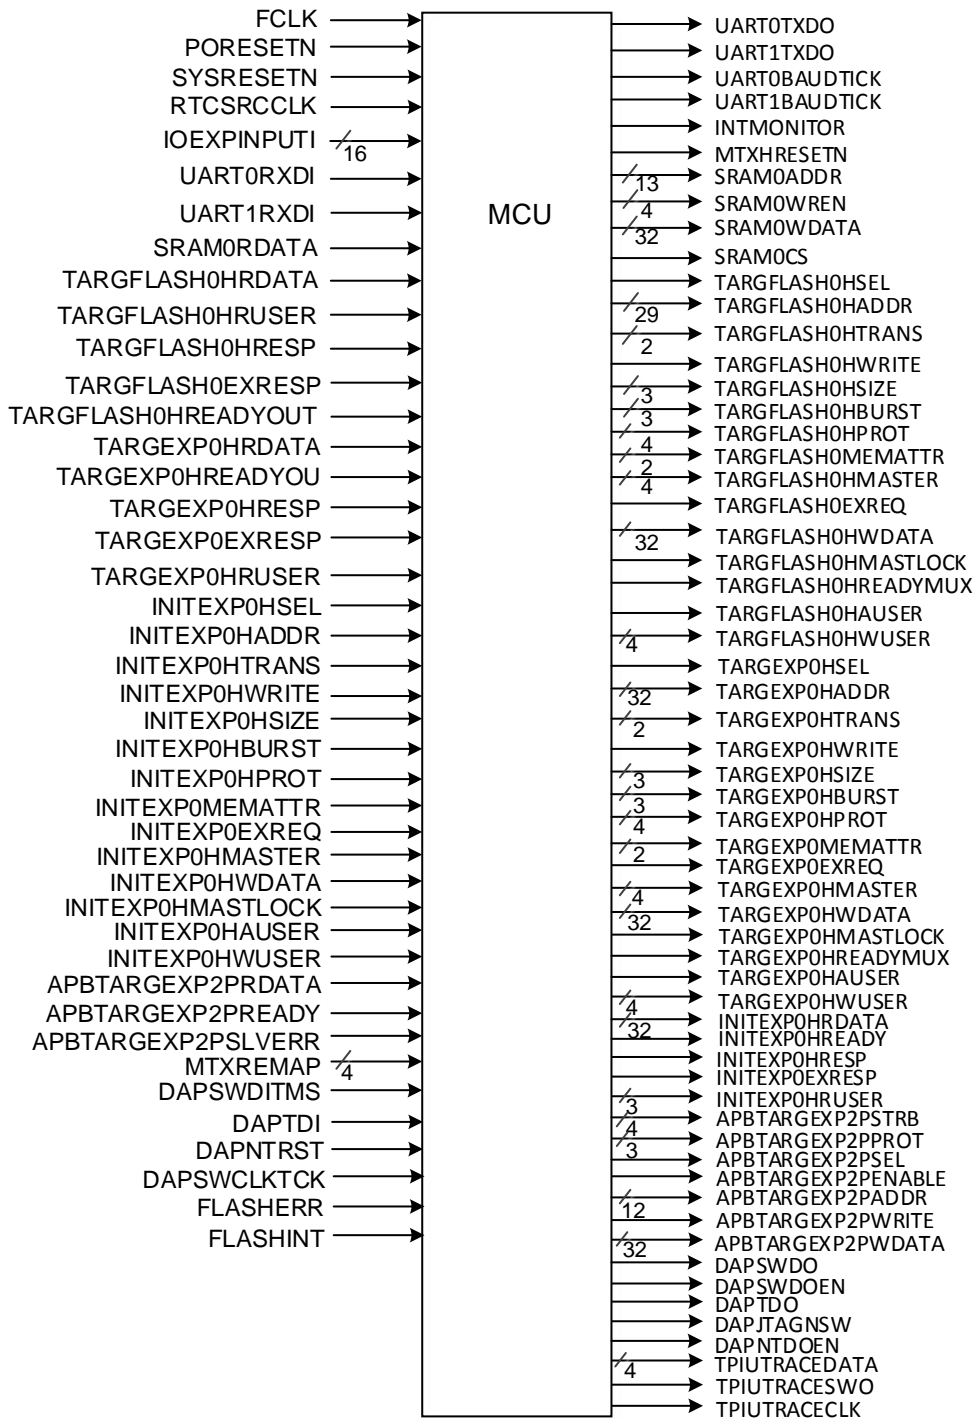 FCLK
PORESETN
SYSRESETN
RTCSRCCLK
IOEXPINPUTI
16
UART0RXDI
UART1RXDI
SRAM0RDATA
TARGFLASH0HRDATA
TARGFLASH0HRUSER
TARGFLASH0HRESP
TARGFLASH0EXRESP
TARGFLASH0HREADYOUT
TARGEXP0HRDATA
TARGEXP0HREADYOU
TARGEXP0HRESP
TARGEXP0EXRESP
TARGEXP0HRUSER
INITEXP0HSEL
INITEXP0HADDR
INITEXP0HTRANS
INITEXP0HWRITE
INITEXP0HSIZE
INITEXP0HBURST
INITEXP0HPROT
INITEXP0MEMATTR
INITEXP0EXREQ
INITEXP0HMASTER
INITEXP0HWDATA
INITEXP0HMASTLOCK
INITEXP0HAUSER
INITEXP0HWUSER
APBTARGEXP2PRDATA
APBTARGEXP2PREADY
APBTARGEXP2PSLVERR
MTXREMAP
4
DAPSWDITMS
DAPTDI
DAPNTRST
DAPSWCLKTCK
FLASHERR
FLASHINT
MCU
UART0TXDO
UART1TXDO
UART0BAUDTICK
UART1BAUDTICK
INTMONITOR
MTXHRESETN
SRAM0ADDR
13
SRAM0WREN
4
SRAM0WDATA
32
SRAM0CS
TARGFLASH0HSEL
TARGFLASH0HADDR
29
TARGFLASH0HTRANS
2
TARGFLASH0HWRITE
TARGFLASH0HSIZE
3
TARGFLASH0HBURST
3
TARGFLASH0HPROT
4
TARGFLASH0MEMATTR
2
TARGFLASH0HMASTER
4
TARGFLASH0EXREQ
TARGFLASH0HWDATA
32
TARGFLASH0HMASTLOCK
TARGFLASH0HREADYMUX
TARGFLASH0HAUSER
TARGFLASH0HWUSER
4
TARGEXP0HSEL
TARGEXP0HADDR
32
TARGEXP0HTRANS
2
TARGEXP0HWRITE
TARGEXP0HSIZE
3
TARGEXP0HBURST
3
TARGEXP0HPROT
4
TARGEXP0MEMATTR
2
TARGEXP0EXREQ
TARGEXP0HMASTER
4
TARGEXP0HWDATA
32
TARGEXP0HMASTLOCK
TARGEXP0HREADYMUX
TARGEXP0HAUSER
TARGEXP0HWUSER
4
INITEXP0HRDATA
32
INITEXP0HREADY
INITEXP0HRESP
INITEXP0EXRESP
INITEXP0HRUSER
3
APBTARGEXP2PSTRB
4
APBTARGEXP2PPROT
3
APBTARGEXP2PSEL
APBTARGEXP2PENABLE
APBTARGEXP2PADDR
12
APBTARGEXP2PWRITE
APBTARGEXP2PWDATA
32
DAPSWDO
DAPSWDOEN
DAPTDO
DAPJTAGNSW
DAPNTDOEN
TPIUTRACEDATA
4
TPIUTRACESWO
TPIUTRACECLK